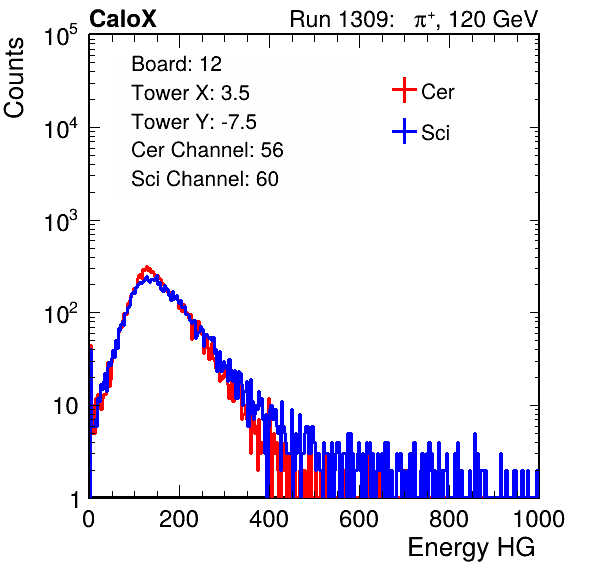 CaloX Run 1309: π⁺, 120 GeV
Board: 12
Tower X: 3.5
Tower Y: -7.5
Cer Channel: 56
Sci Channel: 60
Cer
Sci
Counts
10⁵
10⁴
10³
10²
10
1
0 200 400 600 800 1000
Energy HG